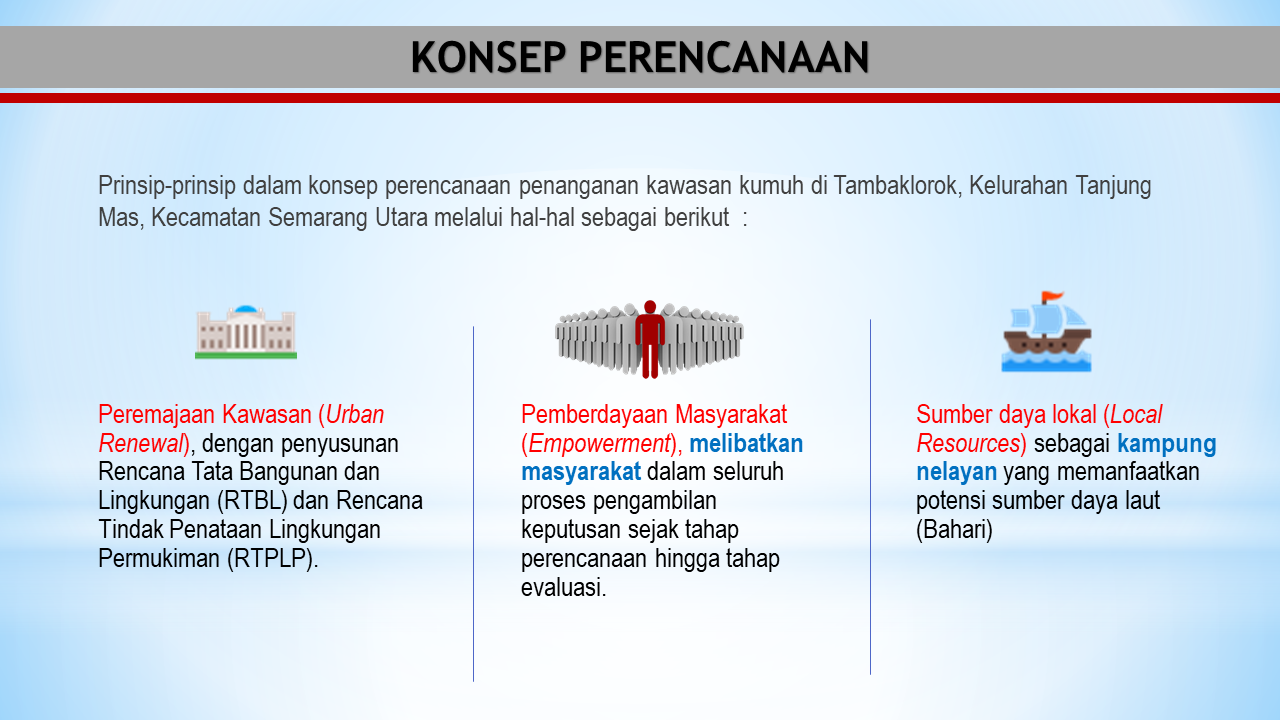 KONSEP PERENCANAAN
Prinsip-prinsip dalam konsep perencanaan penanganan kawasan kumuh di Tambaklorok, Kelurahan Tanjung
Mas, Kecamatan Semarang Utara melalui hal-hal sebagai berikut :
Peremajaan Kawasan (Urban
Renewal), dengan penyusunan
Rencana Tata Bangunan dan
Lingkungan (RTBL) dan Rencana
Tindak Penataan Lingkungan
Permukiman (RTPLP).
Pemberdayaan Masyarakat
(Empowerment), melibatkan
masyarakat dalam seluruh
proses pengambilan
keputusan sejak tahap
perencanaan hingga tahap
evaluasi.
Sumber daya lokal (Local
Resources) sebagai kampung
nelayan yang memanfaatkan
potensi sumber daya laut
(Bahari)